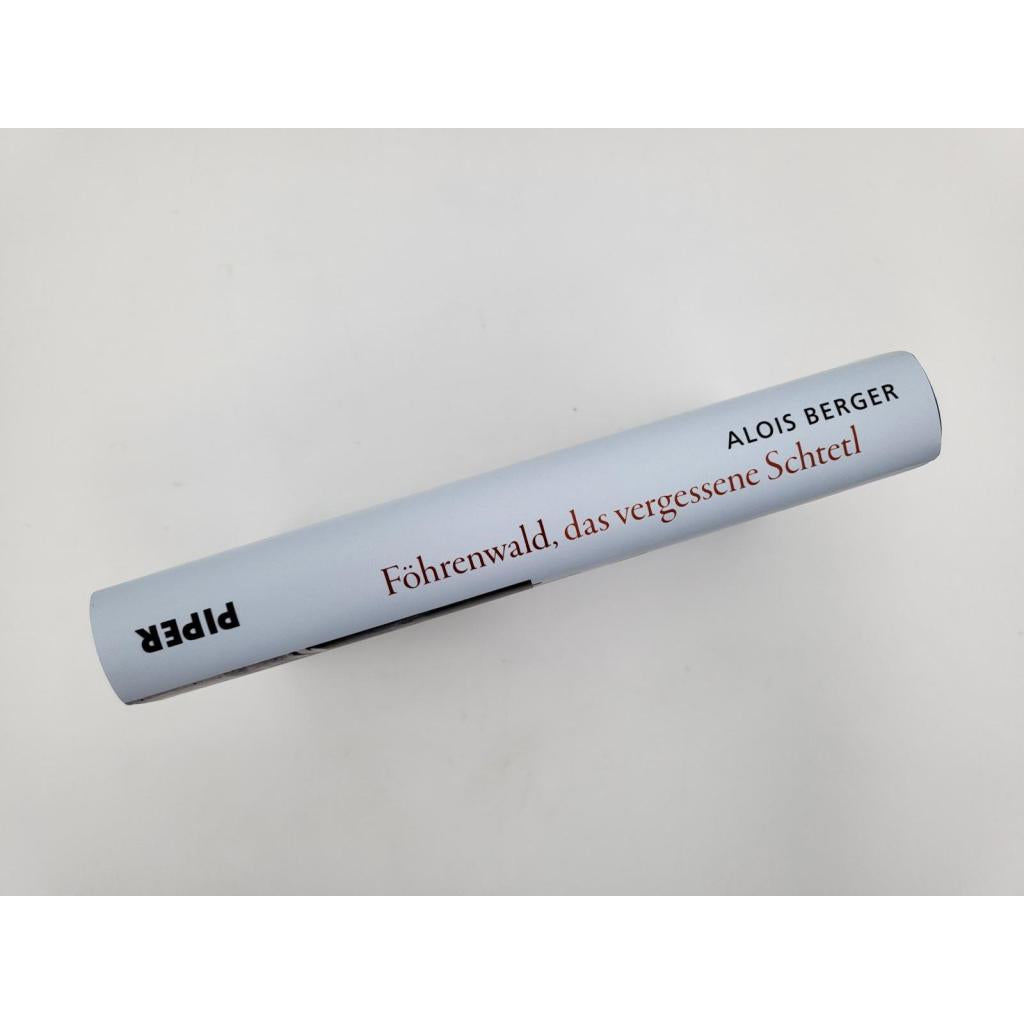 ALOIS BERGER
Föhrenwald, das vergessene Schtetl
PIPER